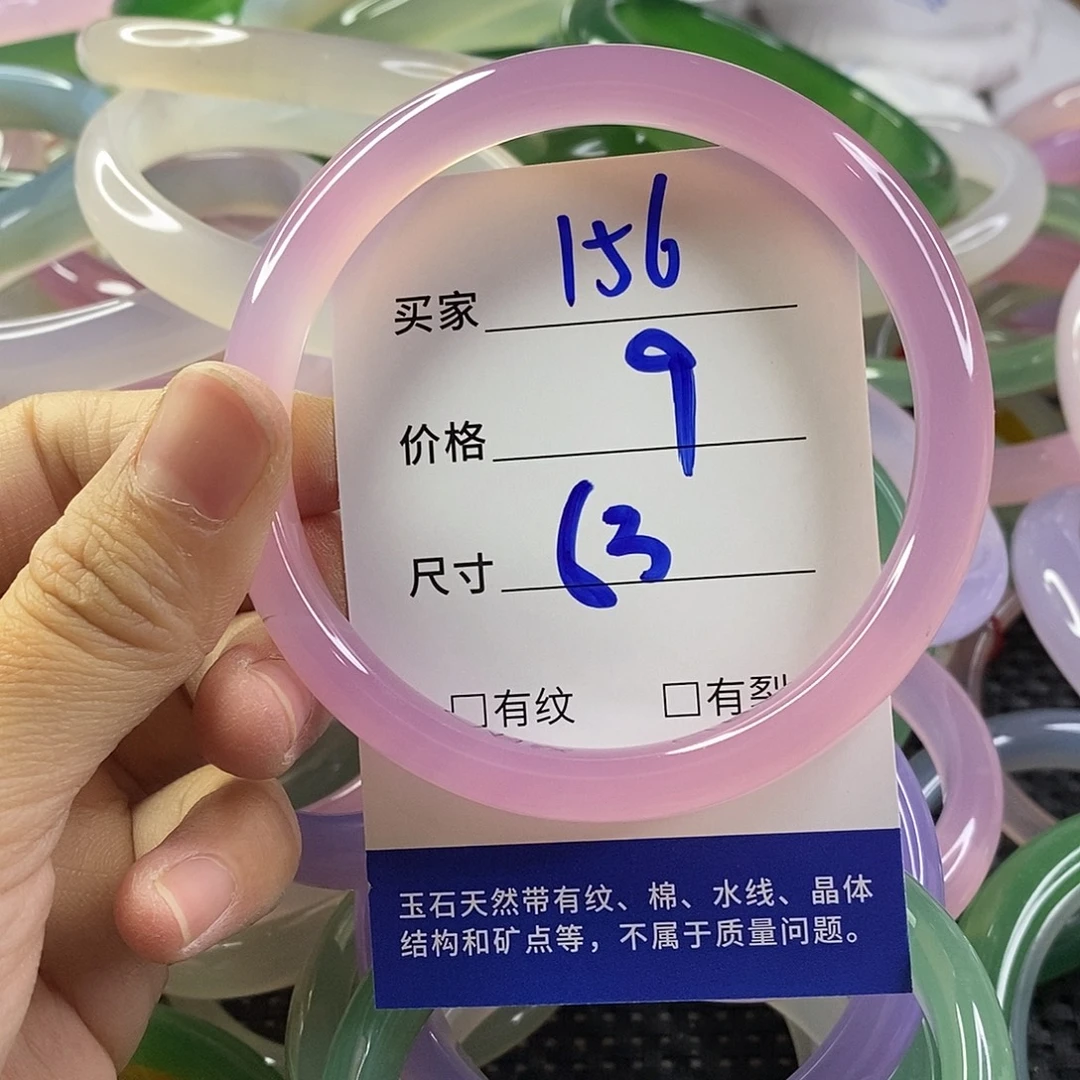 买家 156
价格 9
尺寸 63
□有纹 □有裂
玉石天然带有纹、棉、水线、晶体
结构和矿点等，不属于质量问题。